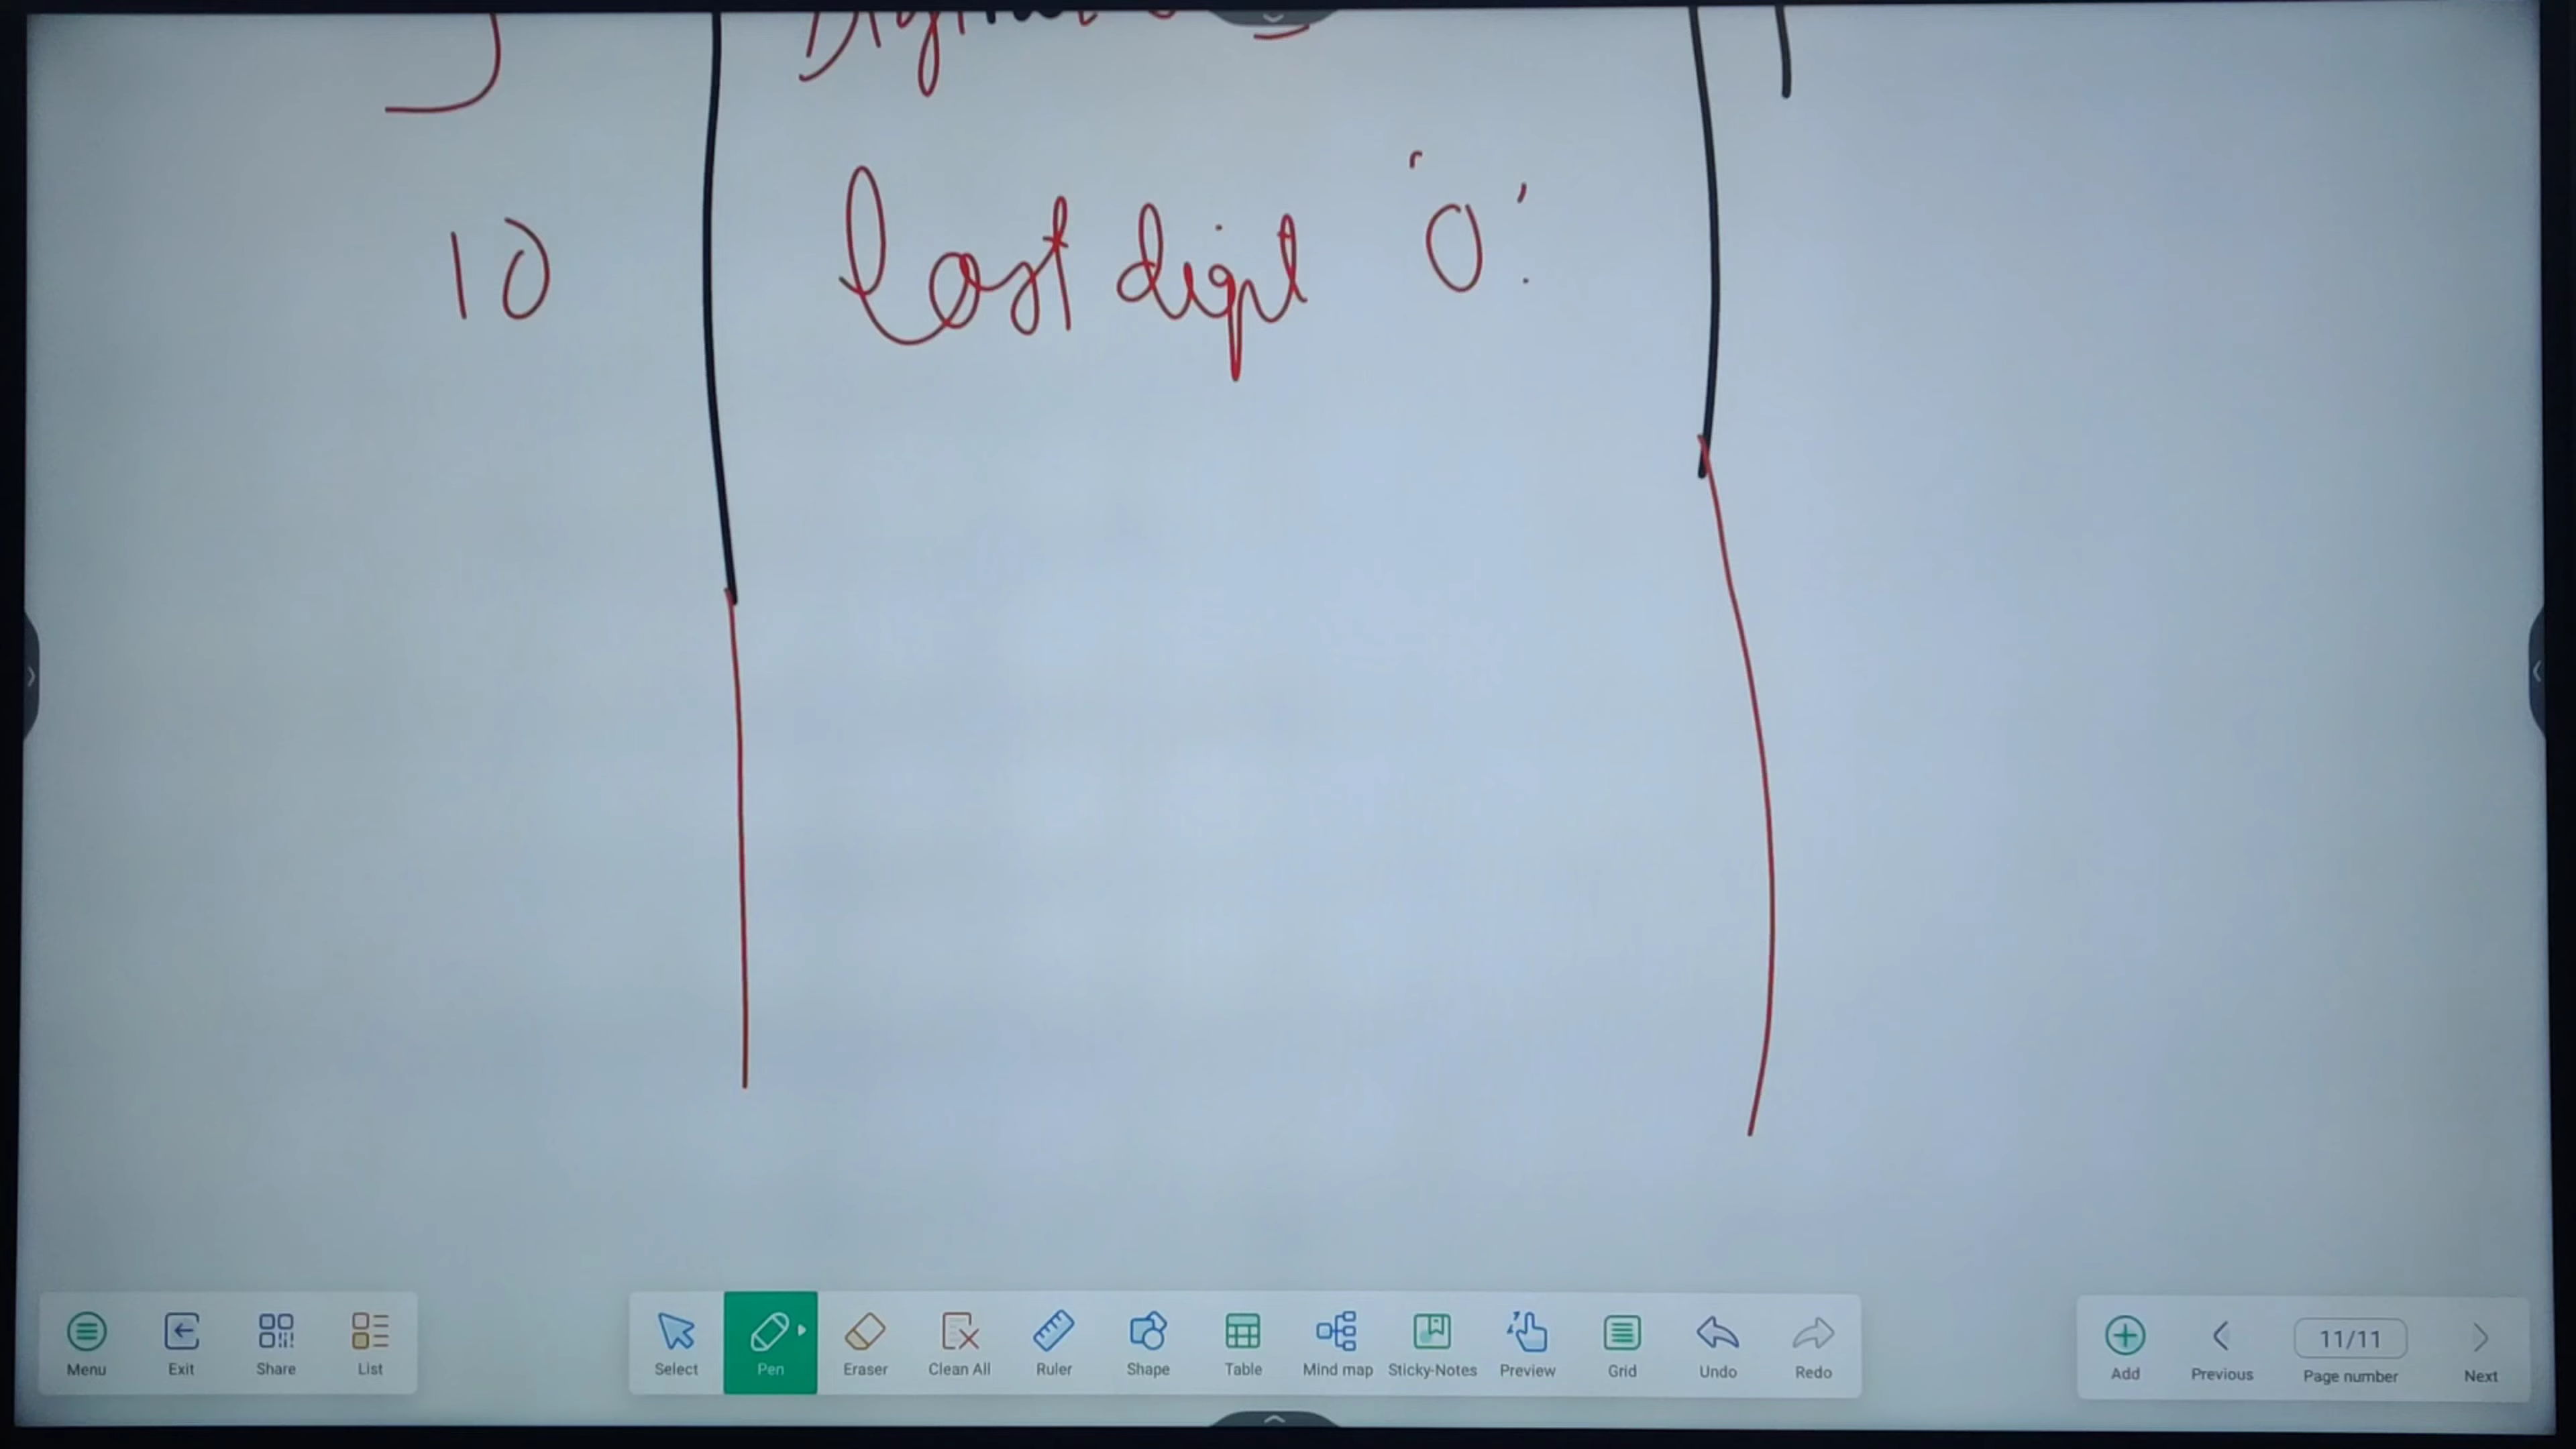 10 last digit '0'.
Menu Exit Share List Select Pen Eraser Clean All Ruler Shape Table Mind map Sticky-Notes Preview Grid Undo Redo Add Previous 11/11 Page number Next